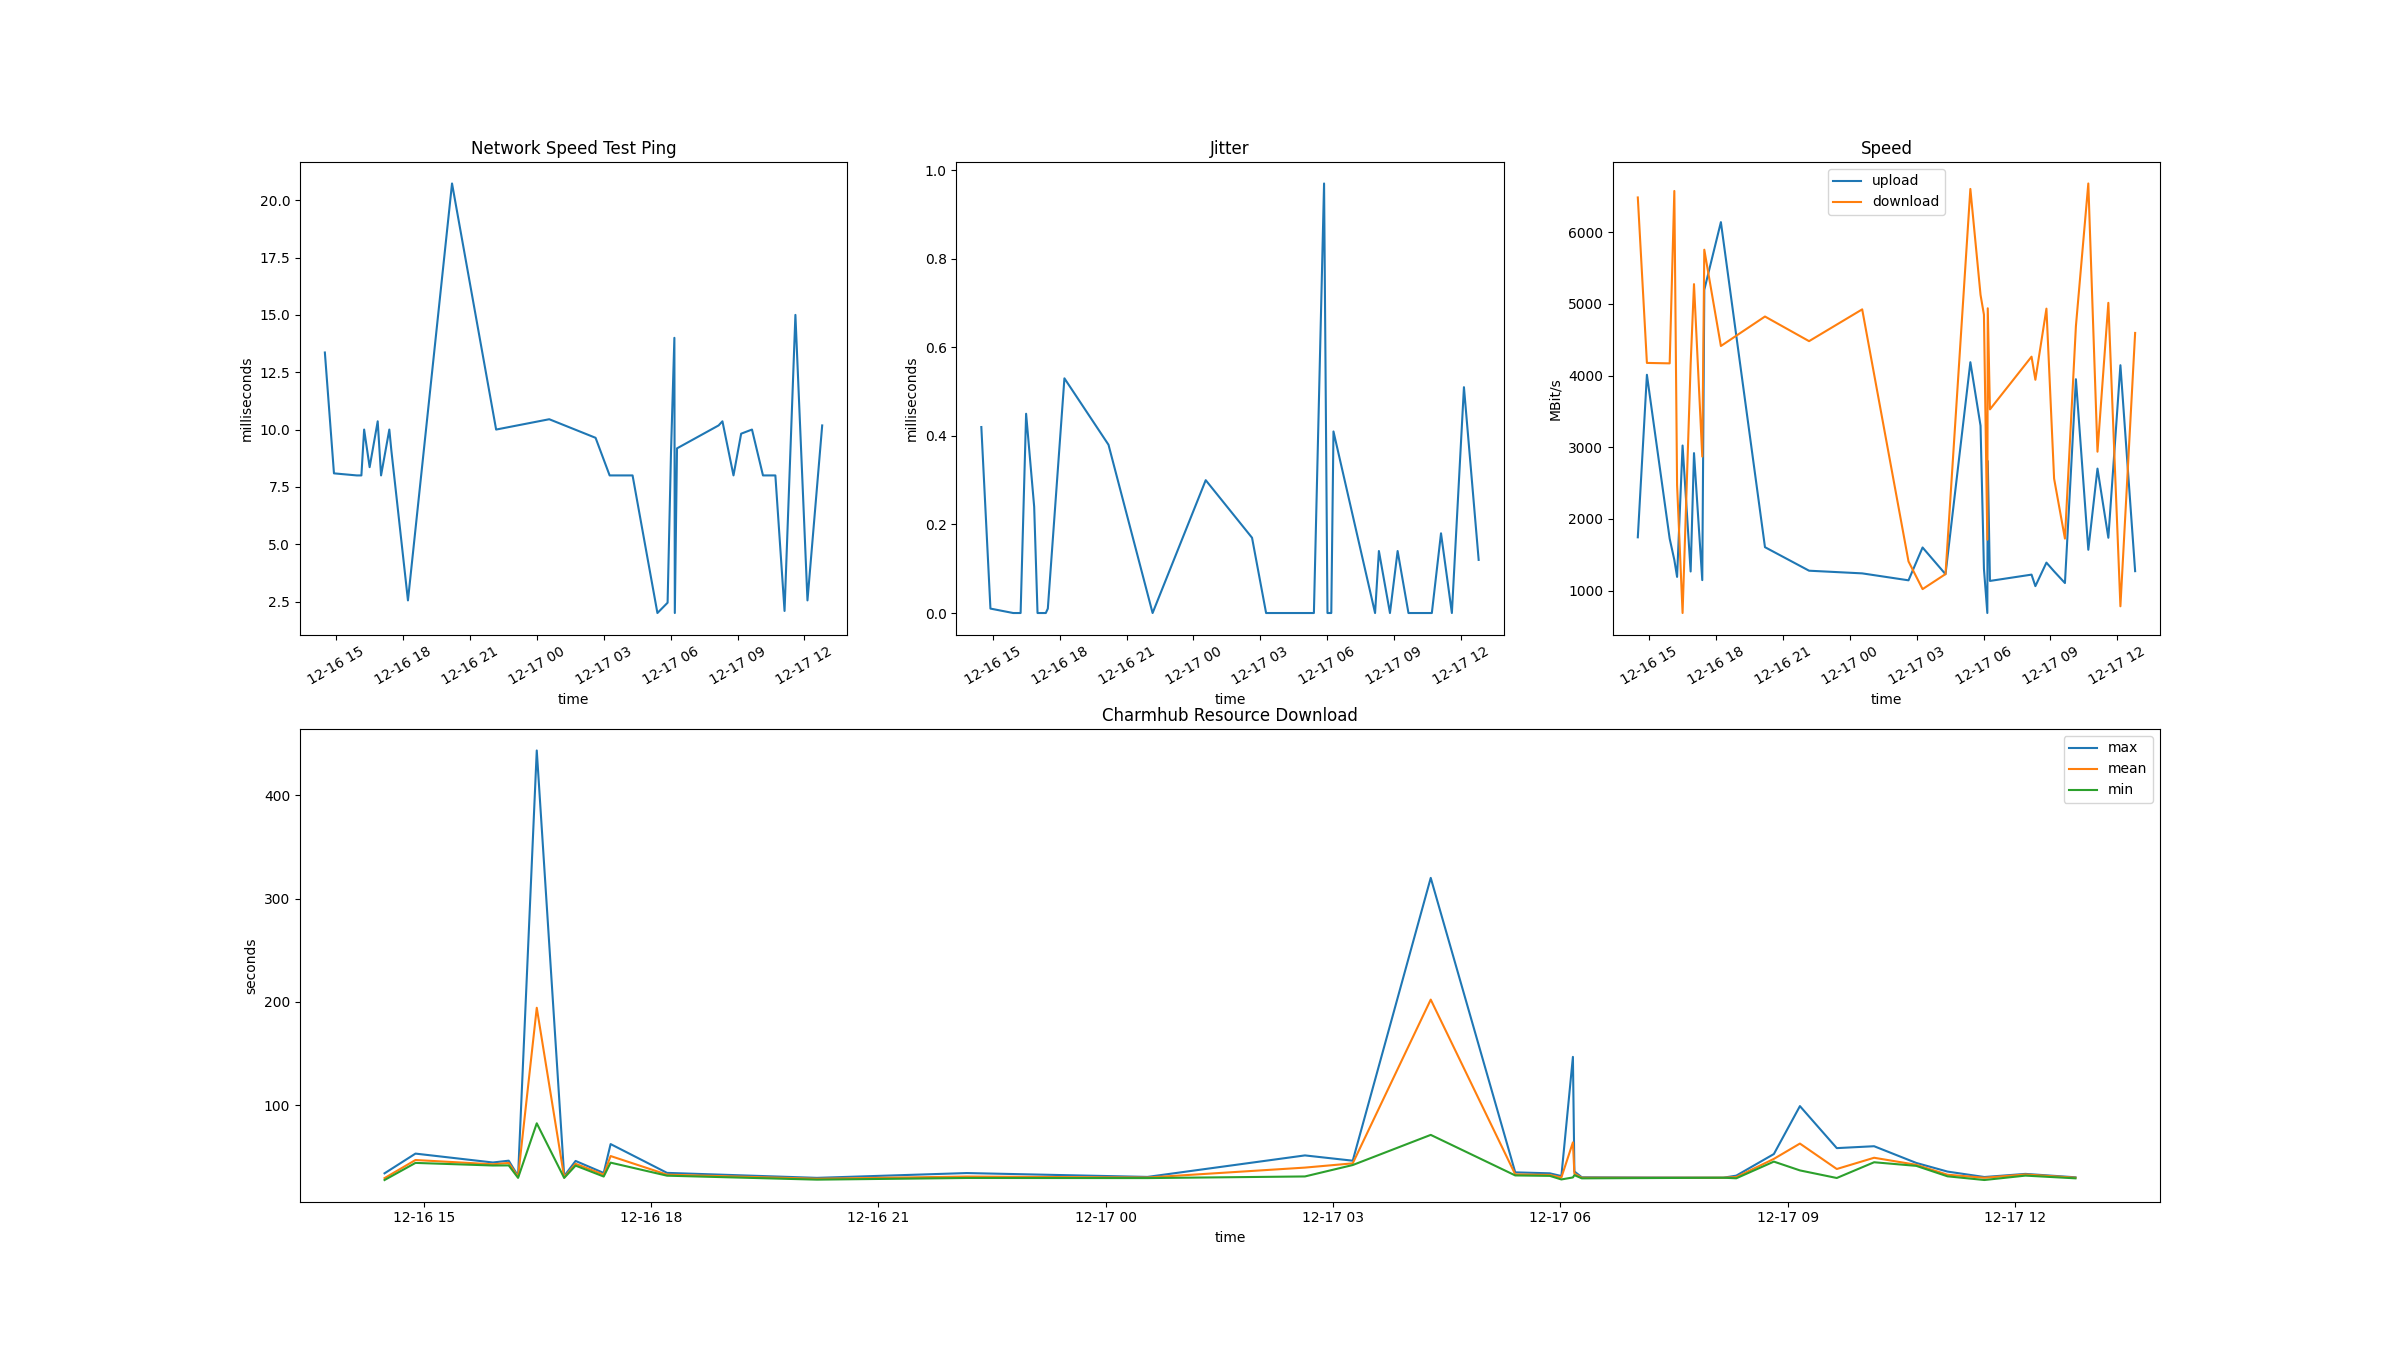 Network Speed Test Ping
milliseconds
20.0
17.5
15.0
12.5
10.0
7.5
5.0
2.5
12-16 15 12-16 18 12-16 21 12-17 00 12-17 03 12-17 06 12-17 09 12-17 12
time
Jitter
milliseconds
1.0
0.8
0.6
0.4
0.2
0.0
12-16 15 12-16 18 12-16 21 12-17 00 12-17 03 12-17 06 12-17 09 12-17 12
time
Speed
upload
download
MBit/s
6000
5000
4000
3000
2000
1000
12-16 15 12-16 18 12-16 21 12-17 00 12-17 03 12-17 06 12-17 09 12-17 12
time
Charmhub Resource Download
max
mean
min
seconds
400
300
200
100
12-16 15 12-16 18 12-16 21 12-17 00 12-17 03 12-17 06 12-17 09 12-17 12
time